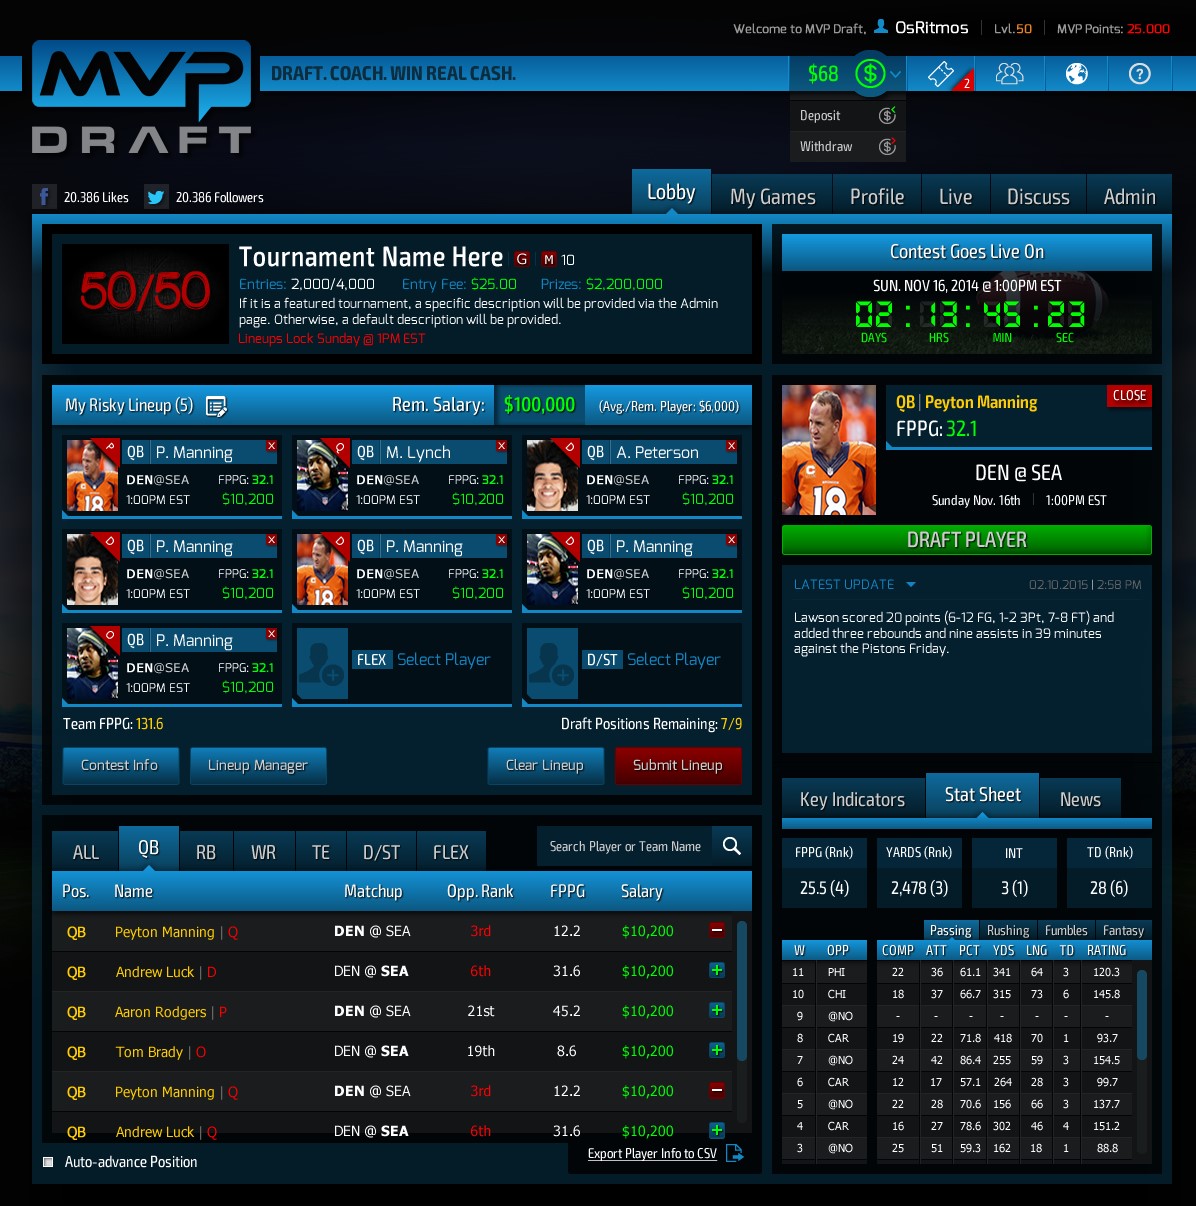 Welcome to MVP Draft, OsRitmos Lvl.50 MVP Points: 25.000
MVP DRAFT
DRAFT. COACH. WIN REAL CASH.
$68 2
Deposit
Withdraw
20.386 Likes 20.386 Followers
Lobby My Games Profile Live Discuss Admin
50/50
Tournament Name Here G M 10
Entries: 2,000/4,000 Entry Fee: $25.00 Prizes: $2,200,000
If it is a featured tournament, a specific description will be provided via the Admin
page. Otherwise, a default description will be provided.
Lineups Lock Sunday @ 1PM EST
Contest Goes Live On
SUN. NOV 16, 2014 @ 1:00PM EST
02 : 13 : 45 : 23
DAYS HRS MIN SEC
My Risky Lineup (5) Rem. Salary: $100,000 (Avg./Rem. Player: $6,000)
P QB P. Manning X
DEN@SEA FPPG: 32.1
1:00PM EST $10,200
Q QB M. Lynch X
DEN@SEA FPPG: 32.1
1:00PM EST $10,200
D QB A. Peterson X
DEN@SEA FPPG: 32.1
1:00PM EST $10,200
D QB P. Manning X
DEN@SEA FPPG: 32.1
1:00PM EST $10,200
D QB P. Manning X
DEN@SEA FPPG: 32.1
1:00PM EST $10,200
D QB P. Manning X
DEN@SEA FPPG: 32.1
1:00PM EST $10,200
O QB P. Manning X
DEN@SEA FPPG: 32.1
1:00PM EST $10,200
FLEX Select Player
D/ST Select Player
Team FPPG: 131.6 Draft Positions Remaining: 7/9
Contest Info Lineup Manager Clear Lineup Submit Lineup
QB | Peyton Manning CLOSE
FPPG: 32.1
DEN @ SEA
Sunday Nov. 16th | 1:00PM EST
DRAFT PLAYER
LATEST UPDATE 02.10.2015 | 2:58 PM
Lawson scored 20 points (6-12 FG, 1-2 3Pt, 7-8 FT) and
added three rebounds and nine assists in 39 minutes
against the Pistons Friday.
ALL QB RB WR TE D/ST FLEX Search Player or Team Name
Pos. Name Matchup Opp. Rank FPPG Salary
QB Peyton Manning | Q DEN @ SEA 3rd 12.2 $10,200
QB Andrew Luck | D DEN @ SEA 6th 31.6 $10,200
QB Aaron Rodgers | P DEN @ SEA 21st 45.2 $10,200
QB Tom Brady | O DEN @ SEA 19th 8.6 $10,200
QB Peyton Manning | Q DEN @ SEA 3rd 12.2 $10,200
QB Andrew Luck | Q DEN @ SEA 6th 31.6 $10,200
Auto-advance Position Export Player Info to CSV
Key Indicators Stat Sheet News
FPPG (Rnk) YARDS (Rnk) INT TD (Rnk)
25.5 (4) 2,478 (3) 3 (1) 28 (6)
Passing Rushing Fumbles Fantasy
W OPP COMP ATT PCT YDS LNG TD RATING
11 PHI 22 36 61.1 341 64 3 120.3
10 CHI 18 37 66.7 315 73 6 145.8
9 @NO - - - - - - -
8 CAR 19 22 71.8 418 70 1 93.7
7 @NO 24 42 86.4 255 59 3 154.5
6 CAR 12 17 57.1 264 28 3 99.7
5 @NO 22 28 70.6 156 66 3 137.7
4 CAR 16 27 78.6 302 46 4 151.2
3 @NO 25 51 59.3 162 18 1 88.8